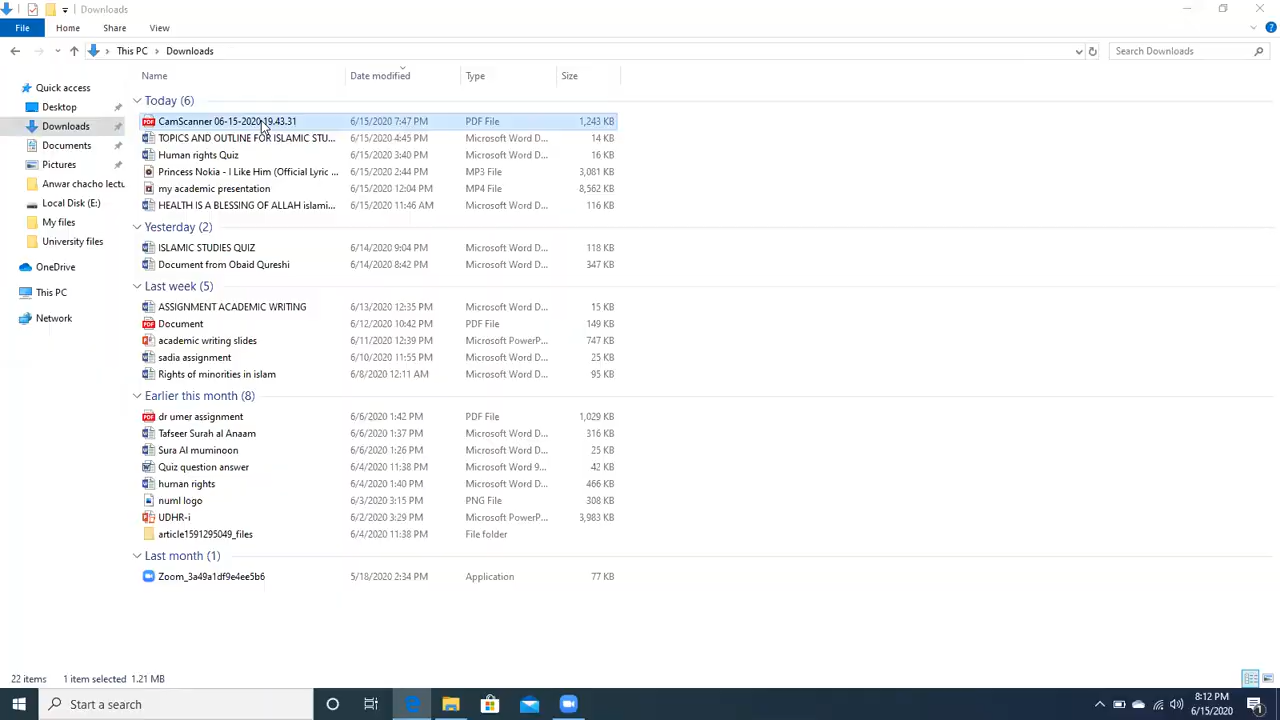 Downloads
File Home Share View
This PC Downloads Search Downloads
Name Date modified Type Size
Quick access
Desktop
Downloads
Documents
Pictures
Anwar chacho lectu
Local Disk (E:)
My files
University files
OneDrive
This PC
Network
Today (6)
CamScanner 06-15-2020 19.43.31 6/15/2020 7:47 PM PDF File 1,243 KB
TOPICS AND OUTLINE FOR ISLAMIC STU... 6/15/2020 4:45 PM Microsoft Word D... 14 KB
Human rights Quiz 6/15/2020 3:40 PM Microsoft Word D... 16 KB
Princess Nokia - I Like Him (Official Lyric ... 6/15/2020 2:44 PM MP3 File 3,081 KB
my academic presentation 6/15/2020 12:04 PM MP4 File 8,562 KB
HEALTH IS A BLESSING OF ALLAH islami... 6/15/2020 11:46 AM Microsoft Word D... 116 KB
Yesterday (2)
ISLAMIC STUDIES QUIZ 6/14/2020 9:04 PM Microsoft Word D... 118 KB
Document from Obaid Qureshi 6/14/2020 8:42 PM Microsoft Word D... 347 KB
Last week (5)
ASSIGNMENT ACADEMIC WRITING 6/13/2020 12:35 PM Microsoft Word D... 15 KB
Document 6/12/2020 10:42 PM PDF File 149 KB
academic writing slides 6/11/2020 12:39 PM Microsoft PowerP... 747 KB
sadia assignment 6/10/2020 11:55 PM Microsoft Word D... 25 KB
Rights of minorities in islam 6/8/2020 12:11 AM Microsoft Word D... 95 KB
Earlier this month (8)
dr umer assignment 6/6/2020 1:42 PM PDF File 1,029 KB
Tafseer Surah al Anaam 6/6/2020 1:37 PM Microsoft Word D... 316 KB
Sura Al muminoon 6/6/2020 1:26 PM Microsoft Word D... 25 KB
Quiz question answer 6/4/2020 11:38 PM Microsoft Word 9... 42 KB
human rights 6/4/2020 1:40 PM Microsoft Word D... 466 KB
numl logo 6/3/2020 3:15 PM PNG File 308 KB
UDHR-i 6/2/2020 3:29 PM Microsoft PowerP... 3,983 KB
article1591295049_files 6/4/2020 11:38 PM File folder
Last month (1)
Zoom_3a49a1df9e4ee5b6 5/18/2020 2:34 PM Application 77 KB
22 items 1 item selected 1.21 MB
Type here to search
8:12 PM
6/15/2020